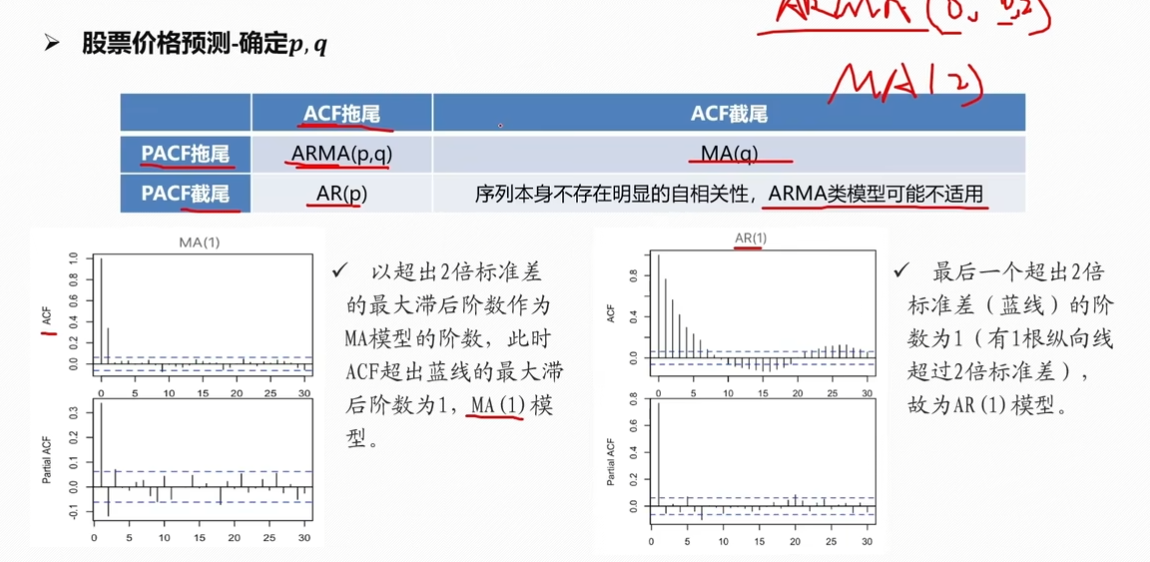 ARMA(0, 0,2)
➤ 股票价格预测-确定p,q
MA(2)
ACF拖尾 ACF截尾
PACF拖尾 ARMA(p,q) MA(q)
PACF截尾 AR(p) 序列本身不存在明显的自相关性，ARMA类模型可能不适用
MA(1)
ACF
0.0 0.2 0.4 0.6 0.8 1.0
0 5 10 15 20 25 30
Partial ACF
-0.1 0.0 0.1 0.2 0.3
0 5 10 15 20 25 30
✓ 以超出2倍标准差
的最大滞后阶数作为
MA模型的阶数，此时
ACF超出蓝线的最大滞
后阶数为1，MA(1)模
型。
AR(1)
ACF
0.0 0.4 0.8
0 5 10 15 20 25 30
Partial ACF
0.0 0.2 0.4 0.6 0.8
0 5 10 15 20 25 30
✓ 最后一个超出2倍
标准差（蓝线）的阶
数为1（有1根纵向线
超过2倍标准差），
故为AR(1)模型。